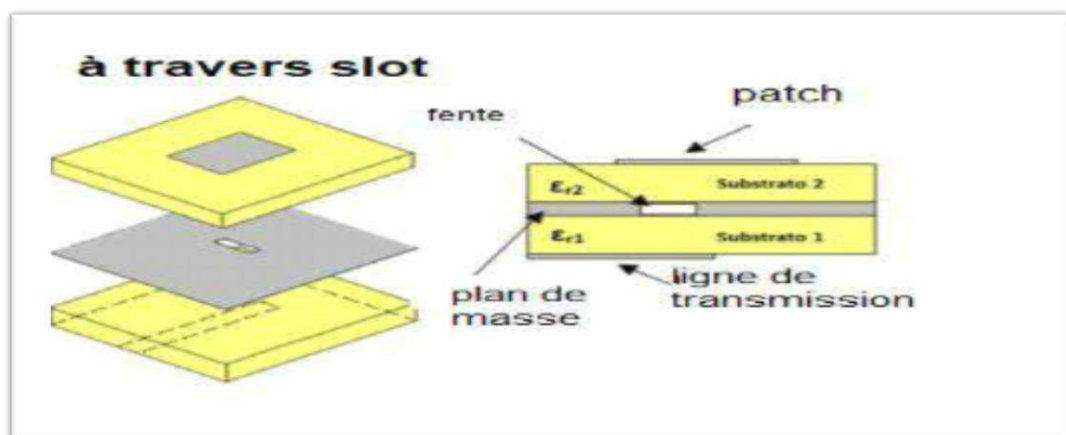 à travers slot
fente
patch
εr2 Substrato 2
εr1 Substrato 1
plan de
masse
ligne de
transmission